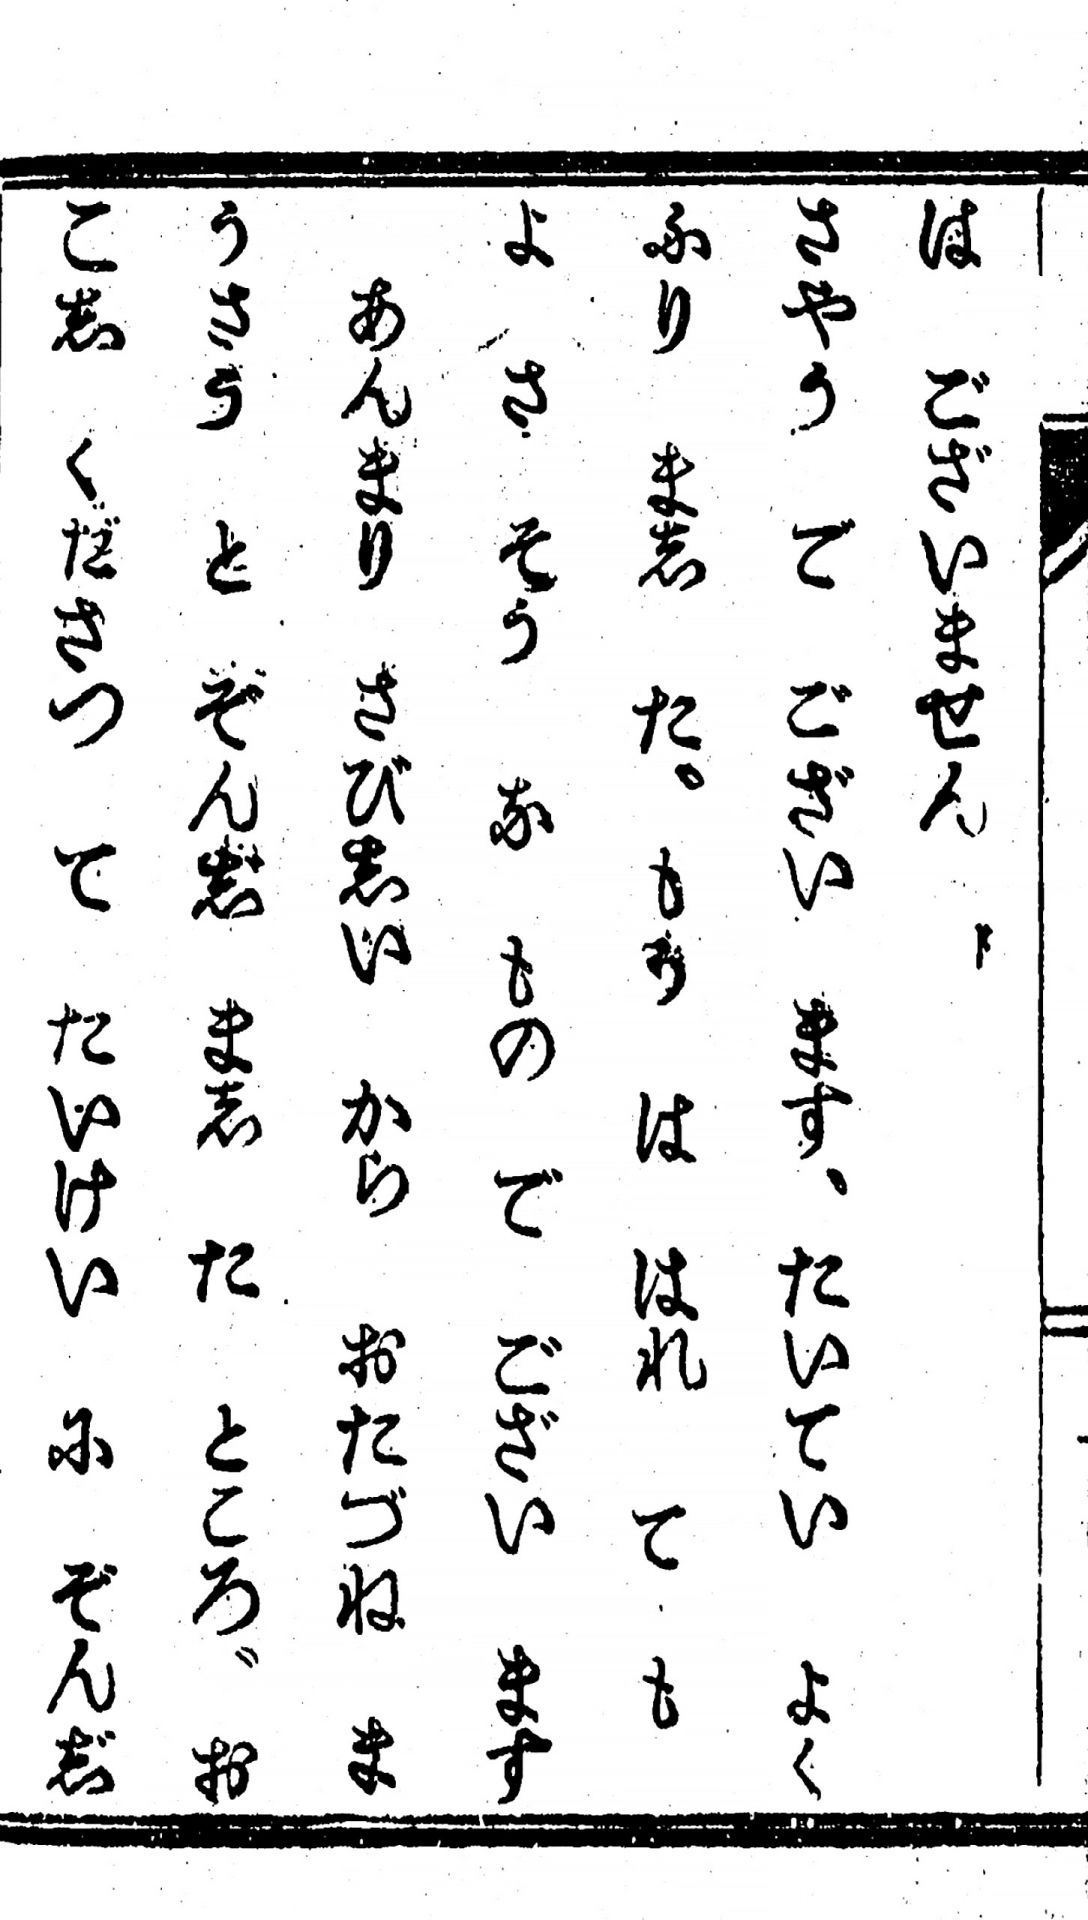 は ございません
さやう で ござい ます、たいてい よく
ふり まし た。もう は はれ て も
よ さ そう な もの で ござい ます
あんまり さびしい から おたづね ま
うさう と ぞんじ まし た ところ、お
こし くださつ て たいけい に ぞんじ